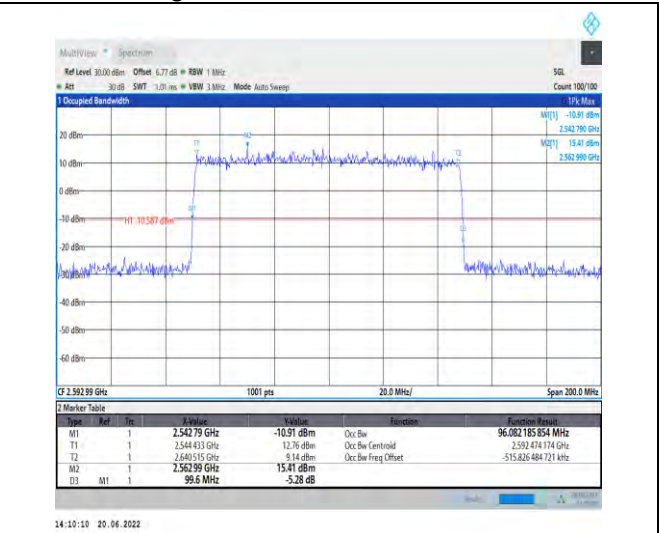 MultiView Spectrum
Ref Level 30.00 dBm Offset 6.77 dB RBW 1 MHz SGL
Att 30 dB SWT 1.01 ms VBW 3 MHz Mode Auto Sweep Count 100/100
1 Occupied Bandwidth 1Pk Max
M1[1] -10.91 dBm
2.542 790 GHz
20 dBm M2 M2[1] 15.41 dBm
T1 T2 2.562 990 GHz
10 dBm
0 dBm
M1
-10 dBm H1 -10.587 dBm
D3
-20 dBm
-30 dBm
-40 dBm
-50 dBm
-60 dBm
CF 2.592 99 GHz 1001 pts 20.0 MHz/ Span 200.0 MHz
2 Marker Table
Type Ref Trc X-Value Y-Value Function Function Result
M1 1 2.542 79 GHz -10.91 dBm Occ Bw 96.082 185 854 MHz
T1 1 2.544 433 GHz 12.76 dBm Occ Bw Centroid 2.592 474 174 GHz
T2 1 2.640 515 GHz 9.14 dBm Occ Bw Freq Offset -515.826 484 721 kHz
M2 1 2.562 99 GHz 15.41 dBm
D3 M1 1 99.6 MHz -5.28 dB
14:10:10 20.06.2022